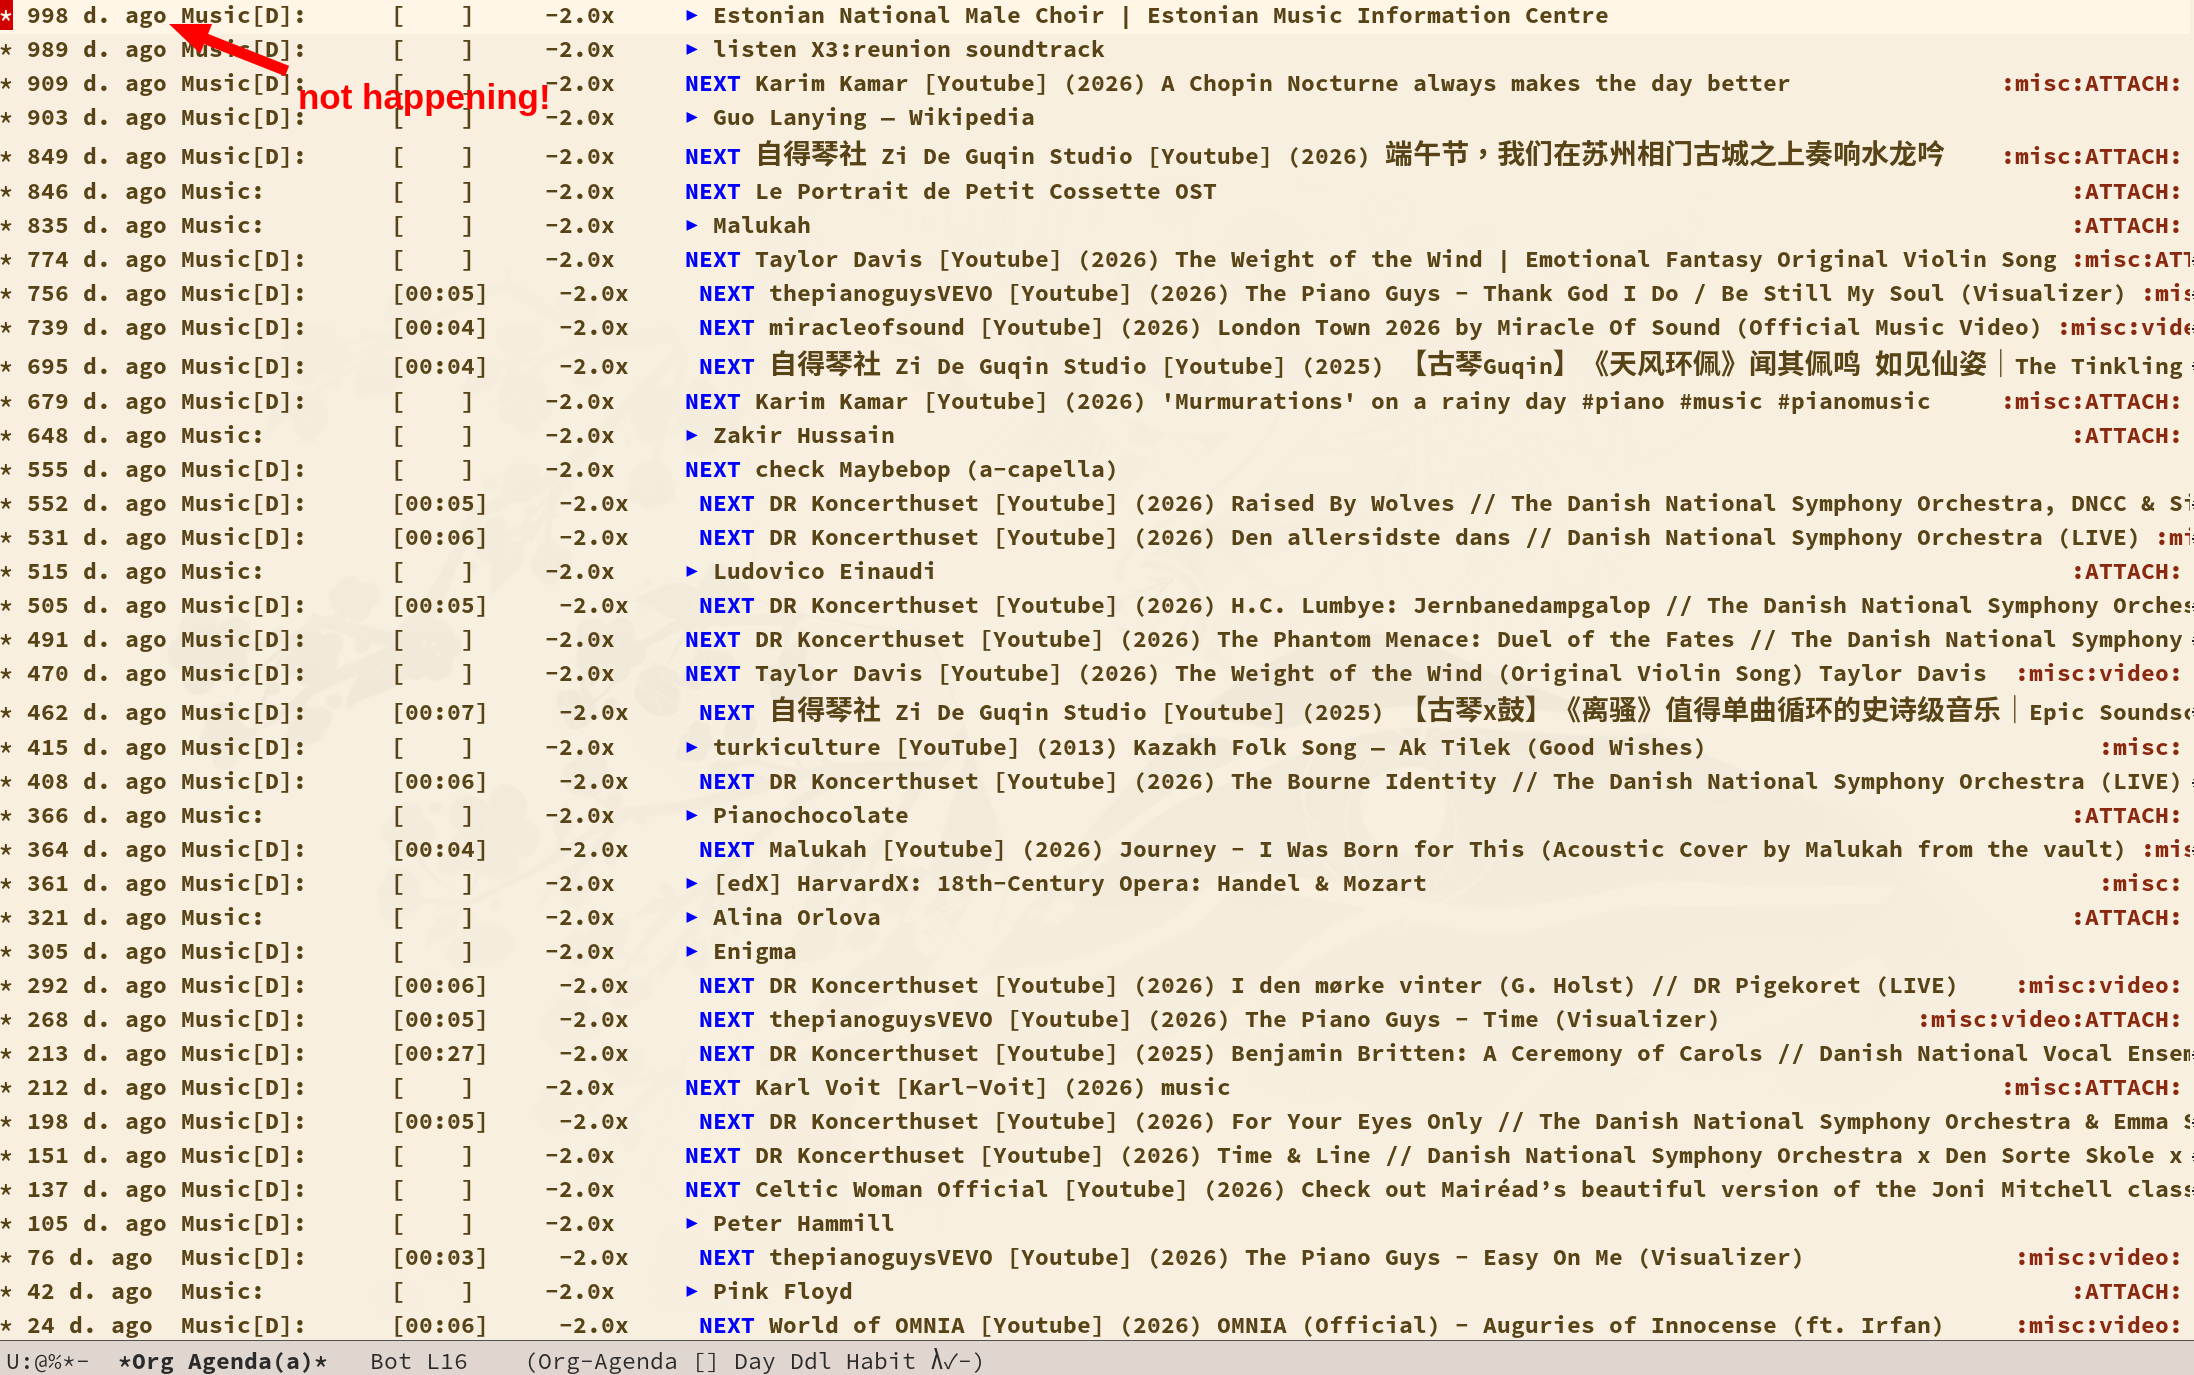 * 998 d. ago Music[D]: [ ] -2.0x ▶ Estonian National Male Choir | Estonian Music Information Centre
* 989 d. ago Music[D]: [ ] -2.0x ▶ listen X3:reunion soundtrack
not happening!
* 909 d. ago Music[D]: [ ] -2.0x NEXT Karim Kamar [Youtube] (2026) A Chopin Nocturne always makes the day better :misc:ATTACH:
* 903 d. ago Music[D]: [ ] -2.0x ▶ Guo Lanying — Wikipedia
* 849 d. ago Music[D]: [ ] -2.0x NEXT 自得琴社 Zi De Guqin Studio [Youtube] (2026) 端午节，我们在苏州相门古城之上奏响水龙吟 :misc:ATTACH:
* 846 d. ago Music: [ ] -2.0x NEXT Le Portrait de Petit Cossette OST :ATTACH:
* 835 d. ago Music: [ ] -2.0x ▶ Malukah :ATTACH:
* 774 d. ago Music[D]: [ ] -2.0x NEXT Taylor Davis [Youtube] (2026) The Weight of the Wind | Emotional Fantasy Original Violin Song :misc:ATT
* 756 d. ago Music[D]: [00:05] -2.0x NEXT thepianoguysVEVO [Youtube] (2026) The Piano Guys - Thank God I Do / Be Still My Soul (Visualizer) :mis
* 739 d. ago Music[D]: [00:04] -2.0x NEXT miracleofsound [Youtube] (2026) London Town 2026 by Miracle Of Sound (Official Music Video) :misc:vide
* 695 d. ago Music[D]: [00:04] -2.0x NEXT 自得琴社 Zi De Guqin Studio [Youtube] (2025) 【古琴Guqin】《天风环佩》闻其佩鸣 如见仙姿｜The Tinkling
* 679 d. ago Music[D]: [ ] -2.0x NEXT Karim Kamar [Youtube] (2026) 'Murmurations' on a rainy day #piano #music #pianomusic :misc:ATTACH:
* 648 d. ago Music: [ ] -2.0x ▶ Zakir Hussain :ATTACH:
* 555 d. ago Music[D]: [ ] -2.0x NEXT check Maybebop (a-capella)
* 552 d. ago Music[D]: [00:05] -2.0x NEXT DR Koncerthuset [Youtube] (2026) Raised By Wolves // The Danish National Symphony Orchestra, DNCC & Si
* 531 d. ago Music[D]: [00:06] -2.0x NEXT DR Koncerthuset [Youtube] (2026) Den allersidste dans // Danish National Symphony Orchestra (LIVE) :mi
* 515 d. ago Music: [ ] -2.0x ▶ Ludovico Einaudi :ATTACH:
* 505 d. ago Music[D]: [00:05] -2.0x NEXT DR Koncerthuset [Youtube] (2026) H.C. Lumbye: Jernbanedampgalop // The Danish National Symphony Orches
* 491 d. ago Music[D]: [ ] -2.0x NEXT DR Koncerthuset [Youtube] (2026) The Phantom Menace: Duel of the Fates // The Danish National Symphony
* 470 d. ago Music[D]: [ ] -2.0x NEXT Taylor Davis [Youtube] (2026) The Weight of the Wind (Original Violin Song) Taylor Davis :misc:video:
* 462 d. ago Music[D]: [00:07] -2.0x NEXT 自得琴社 Zi De Guqin Studio [Youtube] (2025) 【古琴X鼓】《离骚》值得单曲循环的史诗级音乐｜Epic Soundsc
* 415 d. ago Music[D]: [ ] -2.0x ▶ turkiculture [YouTube] (2013) Kazakh Folk Song — Ak Tilek (Good Wishes) :misc:
* 408 d. ago Music[D]: [00:06] -2.0x NEXT DR Koncerthuset [Youtube] (2026) The Bourne Identity // The Danish National Symphony Orchestra (LIVE)
* 366 d. ago Music: [ ] -2.0x ▶ Pianochocolate :ATTACH:
* 364 d. ago Music[D]: [00:04] -2.0x NEXT Malukah [Youtube] (2026) Journey - I Was Born for This (Acoustic Cover by Malukah from the vault) :mis
* 361 d. ago Music[D]: [ ] -2.0x ▶ [edX] HarvardX: 18th-Century Opera: Handel & Mozart :misc:
* 321 d. ago Music: [ ] -2.0x ▶ Alina Orlova :ATTACH:
* 305 d. ago Music[D]: [ ] -2.0x ▶ Enigma
* 292 d. ago Music[D]: [00:06] -2.0x NEXT DR Koncerthuset [Youtube] (2026) I den mørke vinter (G. Holst) // DR Pigekoret (LIVE) :misc:video:
* 268 d. ago Music[D]: [00:05] -2.0x NEXT thepianoguysVEVO [Youtube] (2026) The Piano Guys - Time (Visualizer) :misc:video:ATTACH:
* 213 d. ago Music[D]: [00:27] -2.0x NEXT DR Koncerthuset [Youtube] (2025) Benjamin Britten: A Ceremony of Carols // Danish National Vocal Ensem
* 212 d. ago Music[D]: [ ] -2.0x NEXT Karl Voit [Karl-Voit] (2026) music :misc:ATTACH:
* 198 d. ago Music[D]: [00:05] -2.0x NEXT DR Koncerthuset [Youtube] (2026) For Your Eyes Only // The Danish National Symphony Orchestra & Emma S
* 151 d. ago Music[D]: [ ] -2.0x NEXT DR Koncerthuset [Youtube] (2026) Time & Line // Danish National Symphony Orchestra x Den Sorte Skole x
* 137 d. ago Music[D]: [ ] -2.0x NEXT Celtic Woman Official [Youtube] (2026) Check out Mairéad’s beautiful version of the Joni Mitchell class
* 105 d. ago Music[D]: [ ] -2.0x ▶ Peter Hammill
* 76 d. ago Music[D]: [00:03] -2.0x NEXT thepianoguysVEVO [Youtube] (2026) The Piano Guys - Easy On Me (Visualizer) :misc:video:
* 42 d. ago Music: [ ] -2.0x ▶ Pink Floyd :ATTACH:
* 24 d. ago Music[D]: [00:06] -2.0x NEXT World of OMNIA [Youtube] (2026) OMNIA (Official) - Auguries of Innocense (ft. Irfan) :misc:video:
U:@%*- *Org Agenda(a)* Bot L16 (Org-Agenda [] Day Ddl Habit λ✓-)